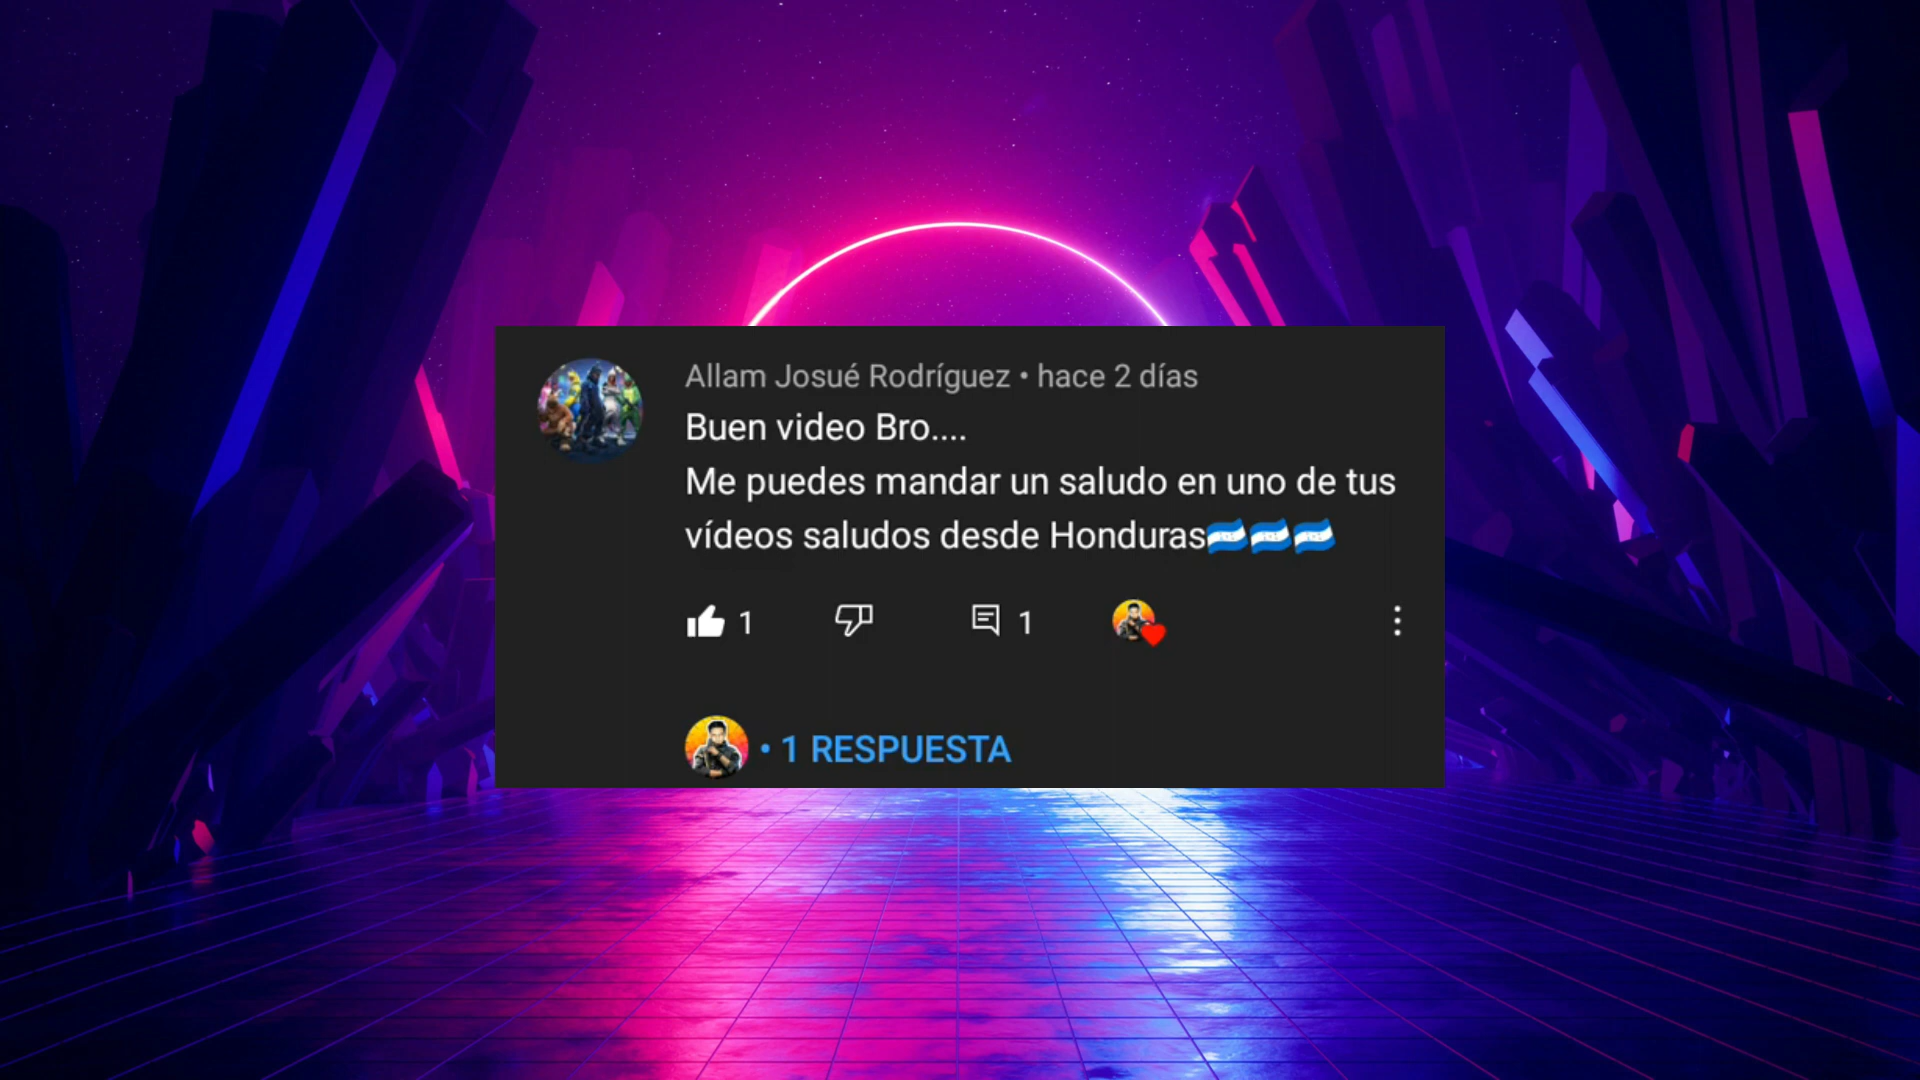 Allam Josué Rodríguez • hace 2 días
Buen video Bro....
Me puedes mandar un saludo en uno de tus
vídeos saludos desde Honduras🇭🇳🇭🇳🇭🇳
1 1
• 1 RESPUESTA